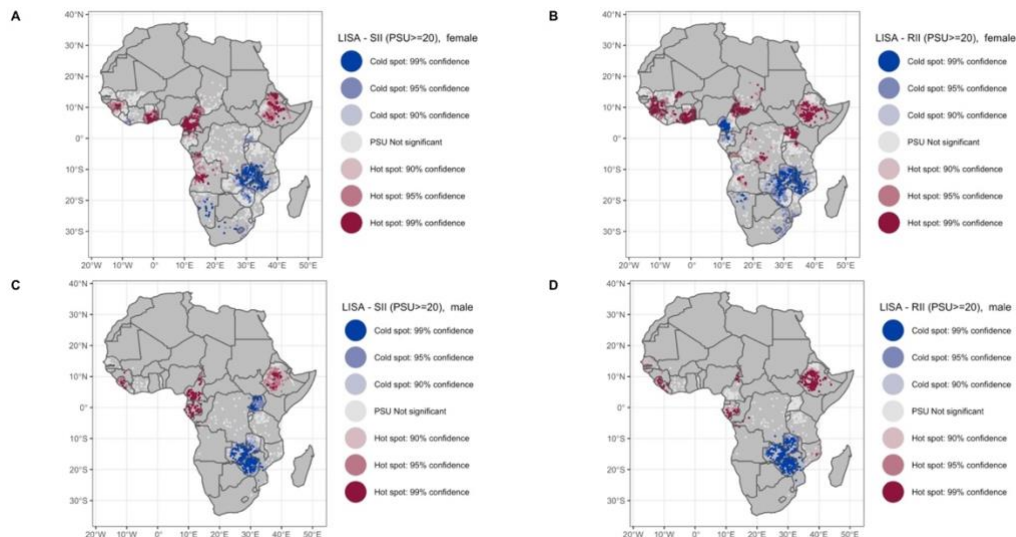 A
LISA - SII (PSU>=20), female
Cold spot: 99% confidence
Cold spot: 95% confidence
Cold spot: 90% confidence
PSU Not significant
Hot spot: 90% confidence
Hot spot: 95% confidence
Hot spot: 99% confidence
40°N
30°N
20°N
10°N
0°
10°S
20°S
30°S
20°W 10°W 0° 10°E 20°E 30°E 40°E 50°E
B
LISA - RII (PSU>=20), female
Cold spot: 99% confidence
Cold spot: 95% confidence
Cold spot: 90% confidence
PSU Not significant
Hot spot: 90% confidence
Hot spot: 95% confidence
Hot spot: 99% confidence
40°N
30°N
20°N
10°N
0°
10°S
20°S
30°S
20°W 10°W 0° 10°E 20°E 30°E 40°E 50°E
C
LISA - SII (PSU>=20), male
Cold spot: 99% confidence
Cold spot: 95% confidence
Cold spot: 90% confidence
PSU Not significant
Hot spot: 90% confidence
Hot spot: 95% confidence
Hot spot: 99% confidence
40°N
30°N
20°N
10°N
0°
10°S
20°S
30°S
20°W 10°W 0° 10°E 20°E 30°E 40°E 50°E
D
LISA - RII (PSU>=20), male
Cold spot: 99% confidence
Cold spot: 95% confidence
Cold spot: 90% confidence
PSU Not significant
Hot spot: 90% confidence
Hot spot: 95% confidence
Hot spot: 99% confidence
40°N
30°N
20°N
10°N
0°
10°S
20°S
30°S
20°W 10°W 0° 10°E 20°E 30°E 40°E 50°E